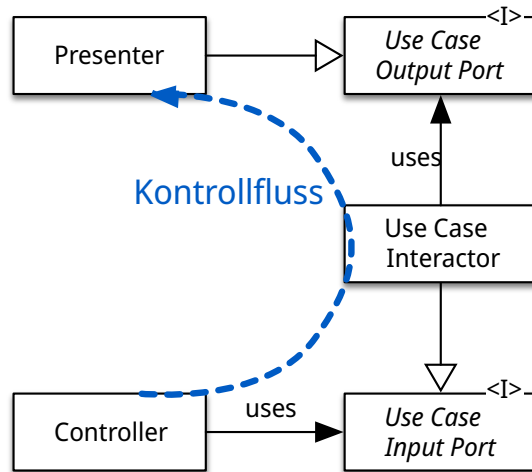 <I>
Presenter
Use Case
Output Port
uses
Kontrollfluss
Use Case
Interactor
<I>
uses
Controller
Use Case
Input Port